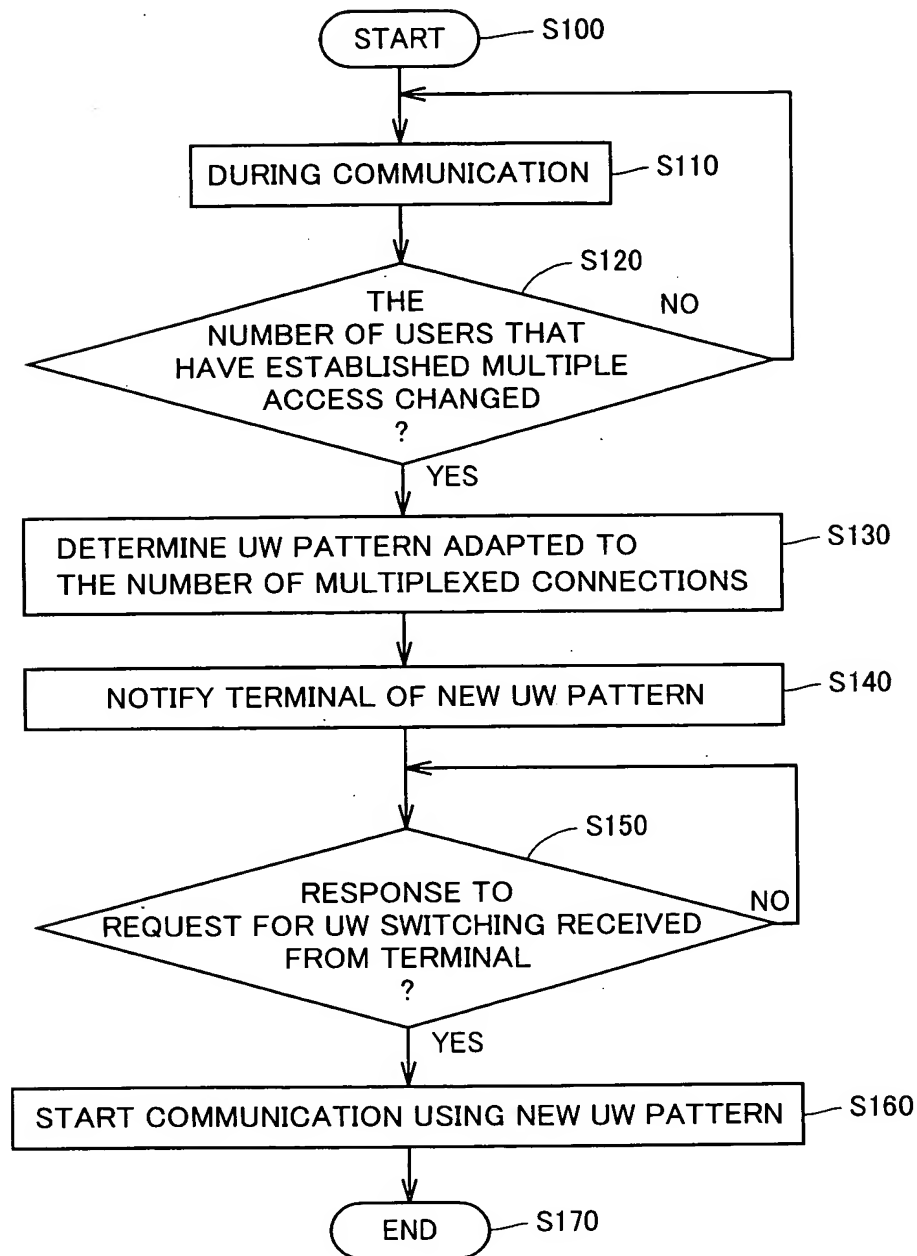 START
S100
DURING COMMUNICATION
S110
S120
THE
NUMBER OF USERS THAT
HAVE ESTABLISHED MULTIPLE
ACCESS CHANGED
?
NO
YES
DETERMINE UW PATTERN ADAPTED TO
THE NUMBER OF MULTIPLEXED CONNECTIONS
S130
NOTIFY TERMINAL OF NEW UW PATTERN
S140
S150
RESPONSE TO
REQUEST FOR UW SWITCHING RECEIVED
FROM TERMINAL
?
NO
YES
START COMMUNICATION USING NEW UW PATTERN
S160
END
S170